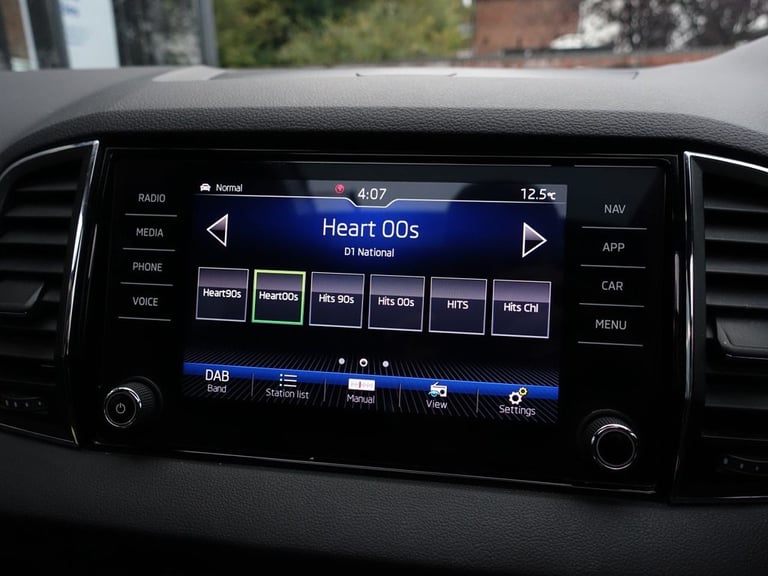 RADIO
MEDIA
PHONE
VOICE
Normal
4:07
12.5°C
Heart 00s
D1 National
Heart90s
Heart00s
Hits 90s
Hits 00s
HITS
Hits Chl
DAB
Band
Station list
Manual
View
Settings
NAV
APP
CAR
MENU